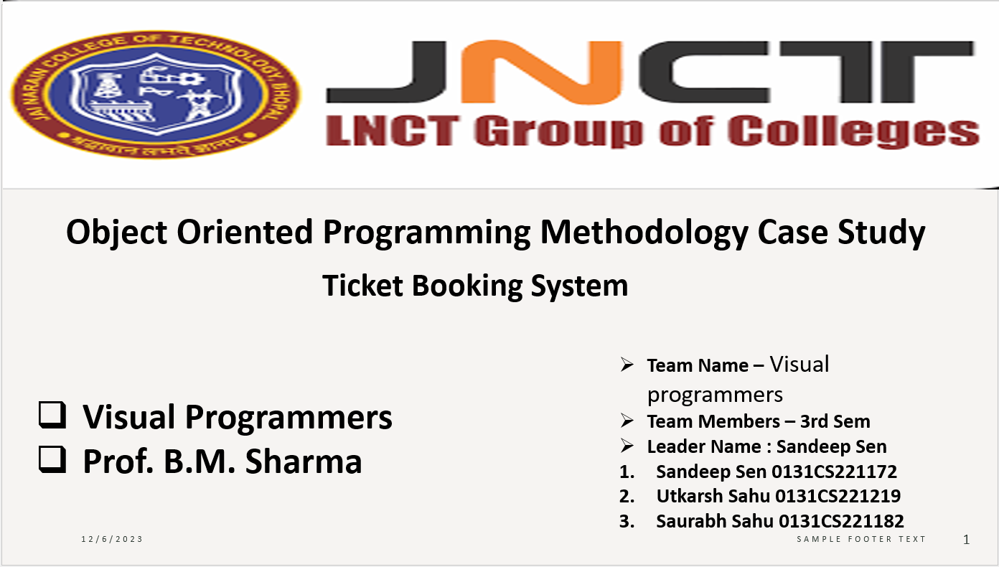 JAI NARAIN COLLEGE OF TECHNOLOGY, BHOPAL
श्रद्धावान लभते ज्ञानम्
JNCT
LNCT Group of Colleges
Object Oriented Programming Methodology Case Study
Ticket Booking System
❑ Visual Programmers
❑ Prof. B.M. Sharma
➢ Team Name – Visual
programmers
➢ Team Members – 3rd Sem
➢ Leader Name : Sandeep Sen
1. Sandeep Sen 0131CS221172
2. Utkarsh Sahu 0131CS221219
3. Saurabh Sahu 0131CS221182
12/6/2023
SAMPLE FOOTER TEXT
1